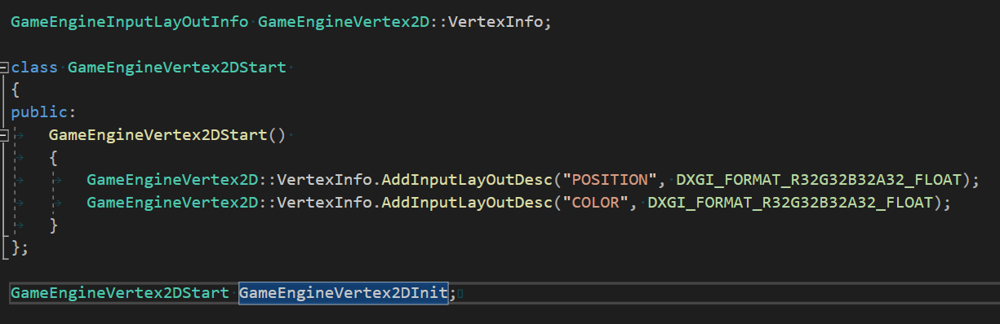 GameEngineInputLayOutInfo GameEngineVertex2D::VertexInfo;
class GameEngineVertex2DStart
{
public:
GameEngineVertex2DStart()
{
GameEngineVertex2D::VertexInfo.AddInputLayOutDesc("POSITION", DXGI_FORMAT_R32G32B32A32_FLOAT);
GameEngineVertex2D::VertexInfo.AddInputLayOutDesc("COLOR", DXGI_FORMAT_R32G32B32A32_FLOAT);
}
};
GameEngineVertex2DStart GameEngineVertex2DInit;